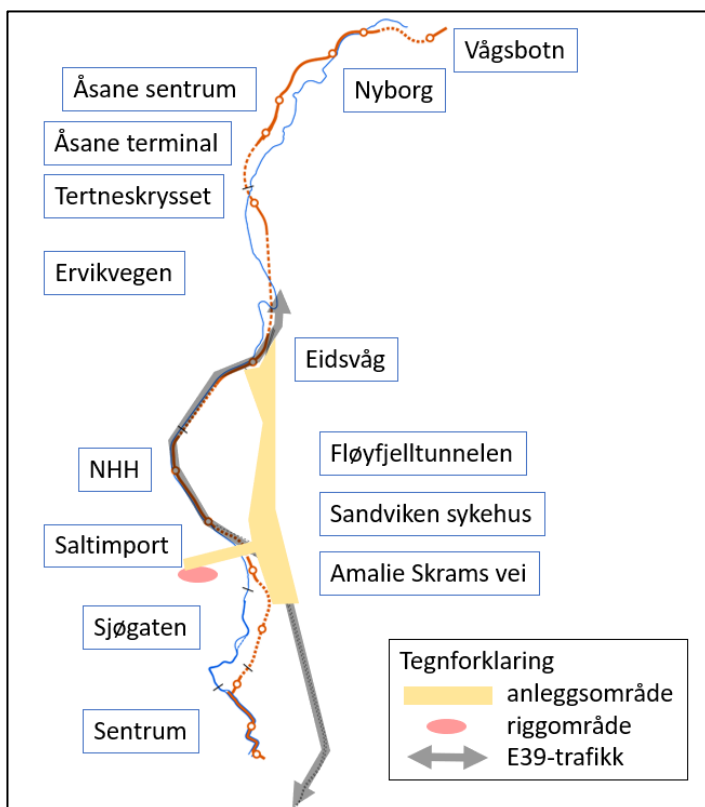 Vågsbotn
Åsane sentrum
Nyborg
Åsane terminal
Tertneskrysset
Ervikvegen
Eidsvåg
Fløyfjelltunnelen
NHH
Sandviken sykehus
Saltimport
Amalie Skrams vei
Sjøgaten
Sentrum
Tegnforklaring
anleggsområde
riggområde
E39-trafikk